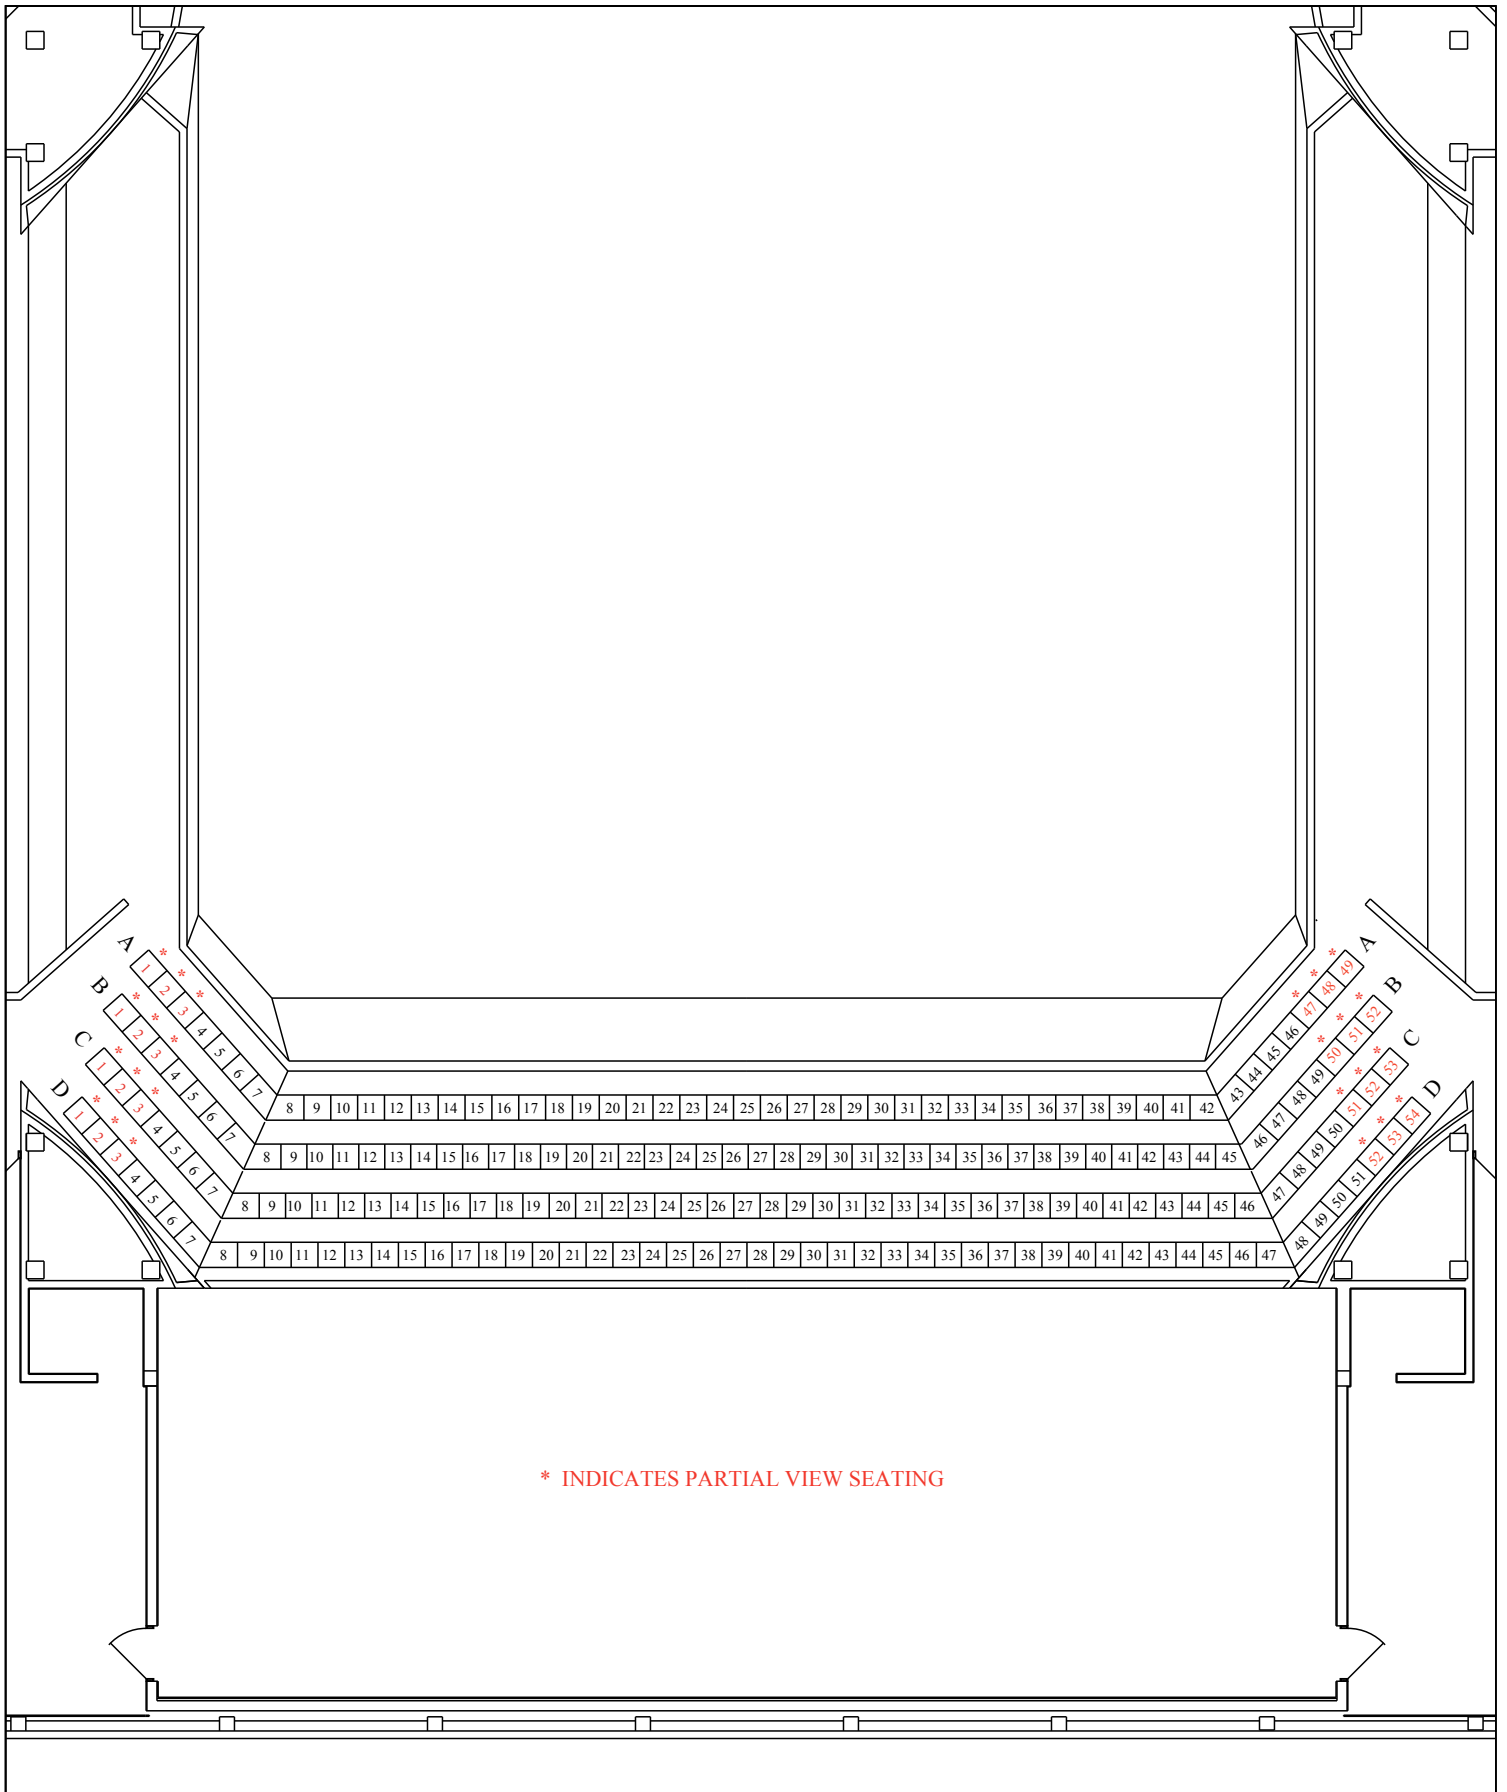 A
* * *
1 2 3 4 5 6 7
8 9 10 11 12 13 14 15 16 17 18 19 20 21 22 23 24 25 26 27 28 29 30 31 32 33 34 35 36 37 38 39 40 41 42
43 44 45 46 47 48 49
* * *
A
B
* * *
1 2 3 4 5 6 7
8 9 10 11 12 13 14 15 16 17 18 19 20 21 22 23 24 25 26 27 28 29 30 31 32 33 34 35 36 37 38 39 40 41 42 43 44 45
46 47 48 49 50 51 52
* * *
B
C
* * *
1 2 3 4 5 6 7
8 9 10 11 12 13 14 15 16 17 18 19 20 21 22 23 24 25 26 27 28 29 30 31 32 33 34 35 36 37 38 39 40 41 42 43 44 45 46
47 48 49 50 51 52 53
* * *
C
D
* * *
1 2 3 4 5 6 7
8 9 10 11 12 13 14 15 16 17 18 19 20 21 22 23 24 25 26 27 28 29 30 31 32 33 34 35 36 37 38 39 40 41 42 43 44 45 46 47
48 49 50 51 52 53 54
* * *
D
* INDICATES PARTIAL VIEW SEATING